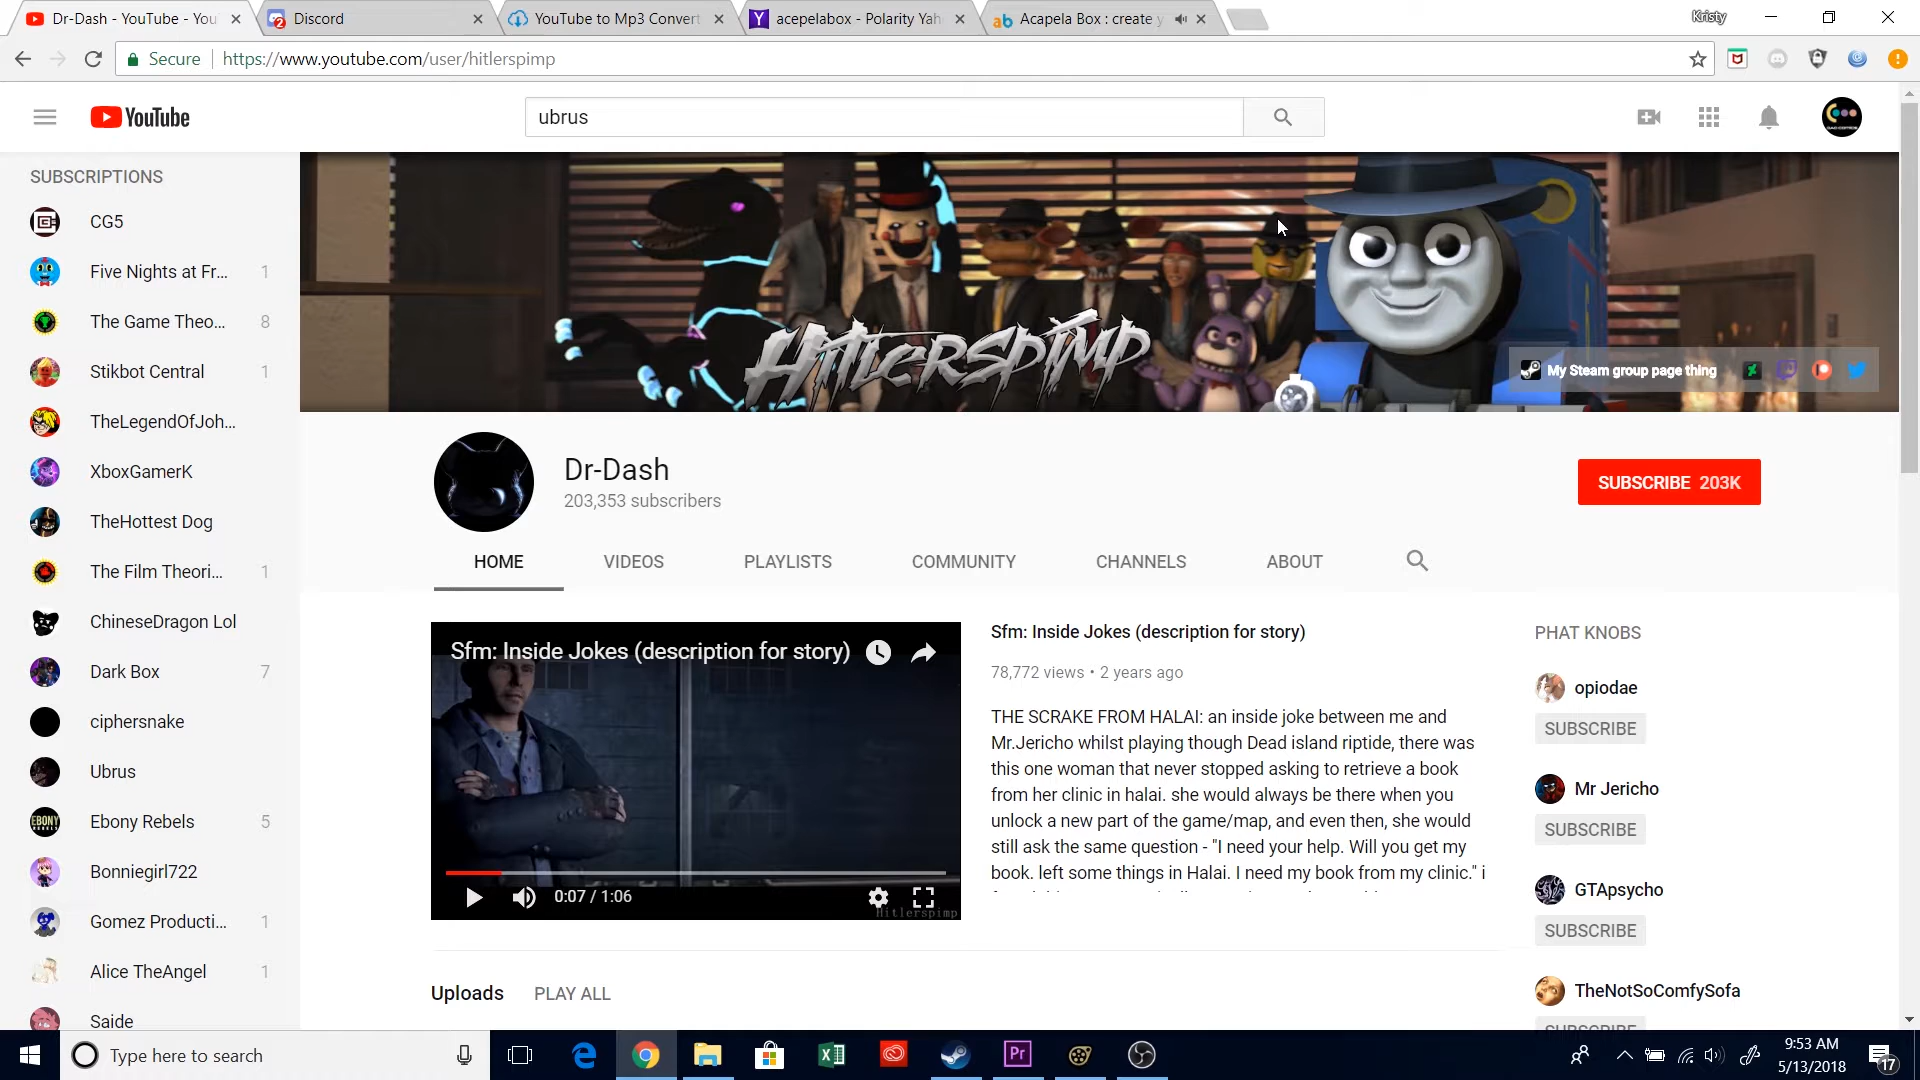 Dr-Dash - YouTube - You
Discord
YouTube to Mp3 Convert
acepelabox - Polarity Yah
Acapela Box : create y
Kristy
Secure
https://www.youtube.com/user/hitlerspimp
YouTube
ubrus
SUBSCRIPTIONS
CG5
Five Nights at Fr... 1
The Game Theo... 8
Stikbot Central 1
TheLegendOfJoh...
XboxGamerK
TheHottest Dog
The Film Theori... 1
ChineseDragon Lol
Dark Box 7
ciphersnake
Ubrus
EBONY
REBELS
Ebony Rebels 5
Bonniegirl722
Gomez Producti... 1
Alice TheAngel 1
Saide
Hitlerspimp
My Steam group page thing
Dr-Dash
203,353 subscribers
SUBSCRIBE 203K
HOME
VIDEOS
PLAYLISTS
COMMUNITY
CHANNELS
ABOUT
Sfm: Inside Jokes (description for story)
0:07 / 1:06
Hitlerspimp
Sfm: Inside Jokes (description for story)
78,772 views • 2 years ago
THE SCRAKE FROM HALAI: an inside joke between me and
Mr.Jericho whilst playing though Dead island riptide, there was
this one woman that never stopped asking to retrieve a book
from her clinic in halai. she would always be there when you
unlock a new part of the game/map, and even then, she would
still ask the same question - "I need your help. Will you get my
book. left some things in Halai. I need my book from my clinic." i
PHAT KNOBS
opiodae
SUBSCRIBE
Mr Jericho
SUBSCRIBE
GTApsycho
SUBSCRIBE
TheNotSoComfySofa
SUBSCRIBE
Uploads
PLAY ALL
Type here to search
Pr
9:53 AM
5/13/2018
17